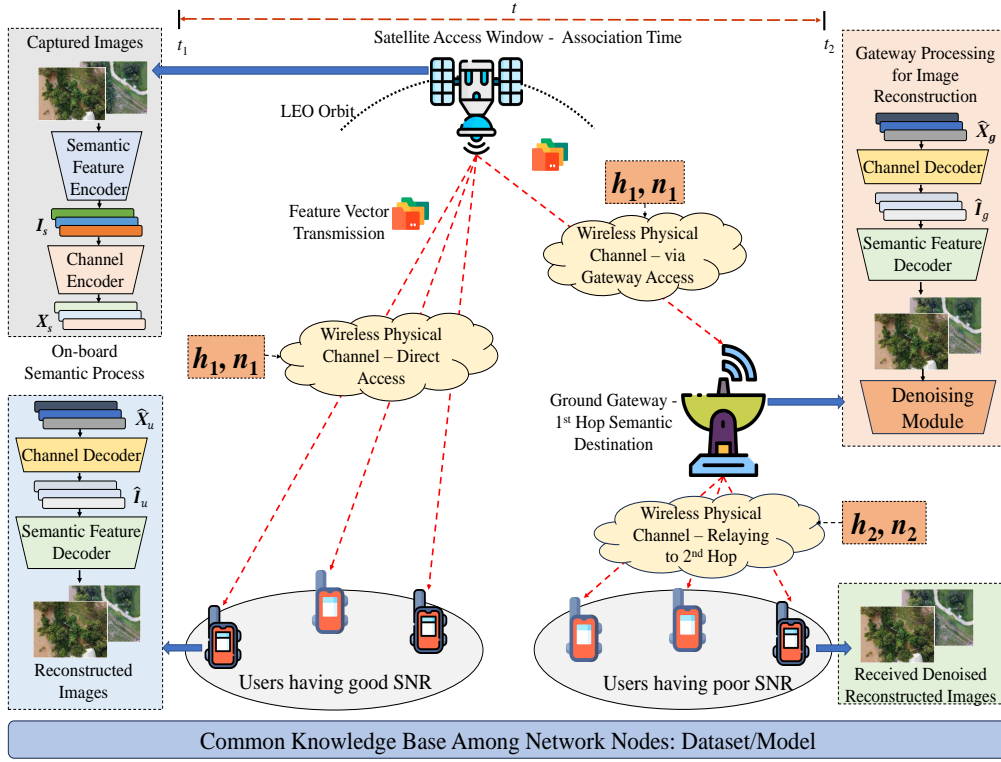 t
t1
t2
Satellite Access Window - Association Time
Captured Images
Semantic
Feature
Encoder
Is
Channel
Encoder
Xs
On-board
Semantic Process
LEO Orbit
Feature Vector
Transmission
h1, n1
Wireless Physical
Channel – via
Gateway Access
h1, n1
Wireless Physical
Channel – Direct
Access
Ground Gateway -
1st Hop Semantic
Destination
Gateway Processing
for Image
Reconstruction
X̂g
Channel Decoder
Îg
Semantic Feature
Decoder
Denoising
Module
X̂u
Channel Decoder
Îu
Semantic Feature
Decoder
Reconstructed
Images
Wireless Physical
Channel – Relaying
to 2nd Hop
h2, n2
Users having good SNR
Users having poor SNR
Received Denoised
Reconstructed Images
Common Knowledge Base Among Network Nodes: Dataset/Model